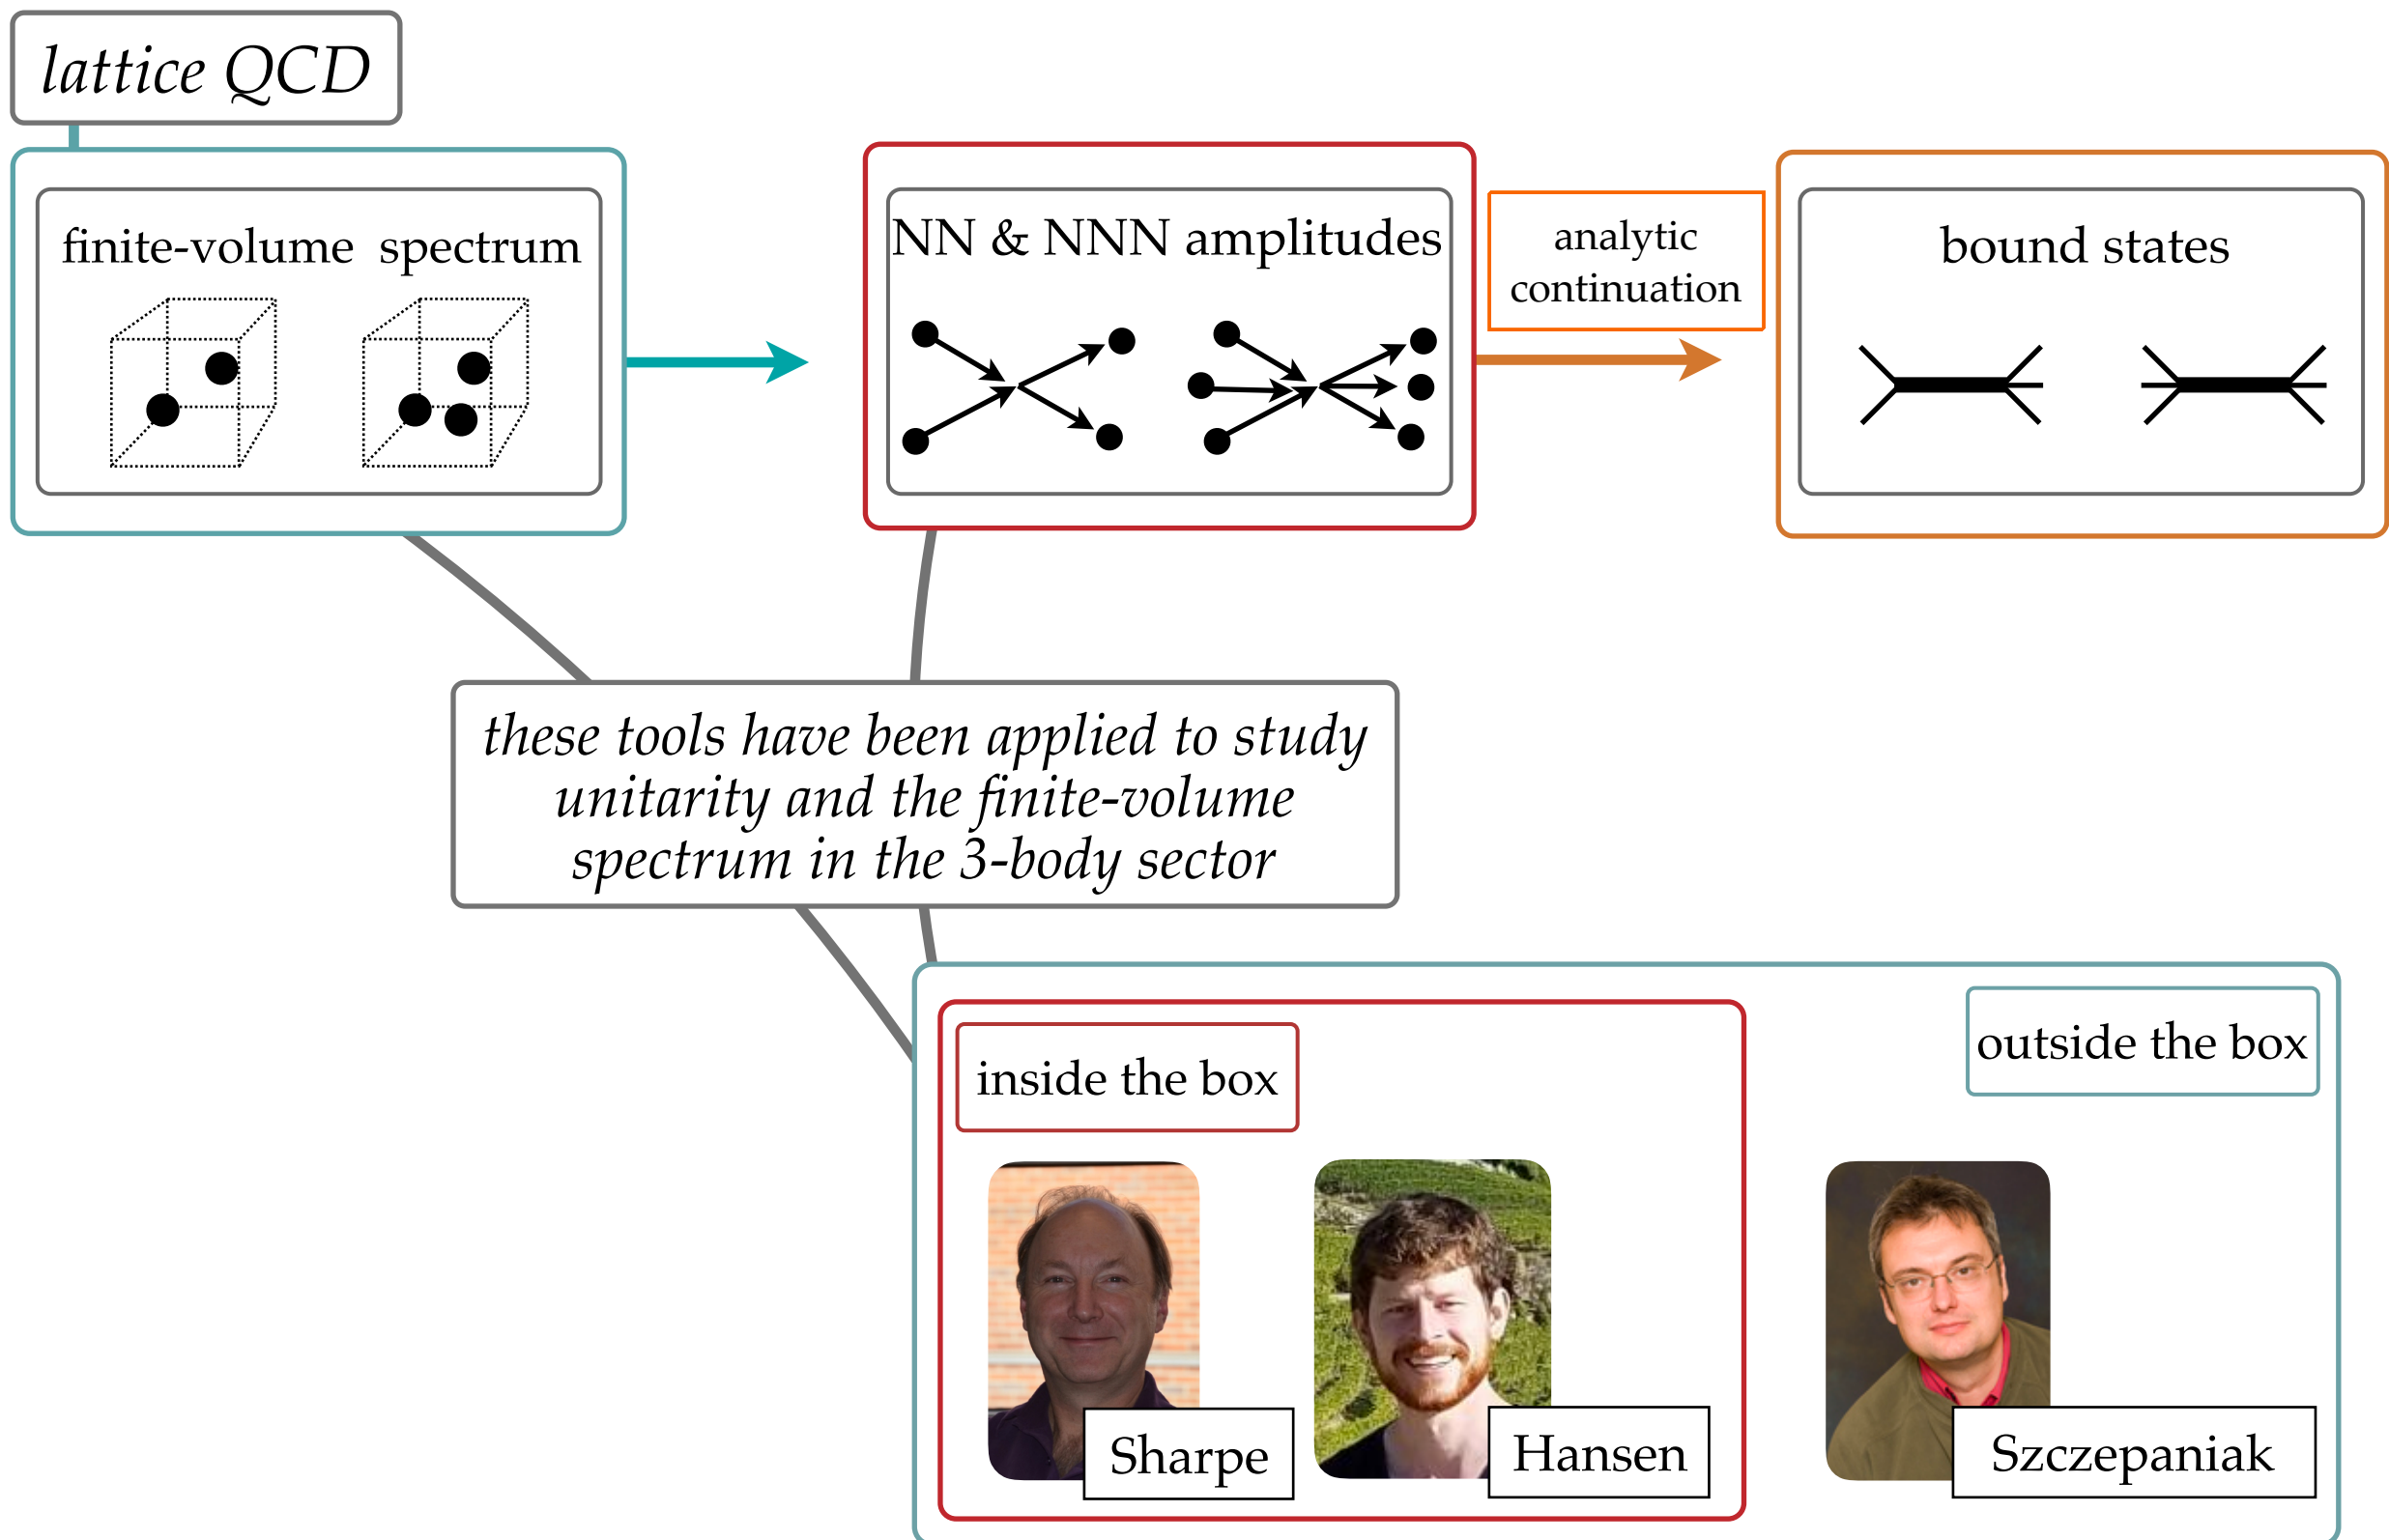 lattice QCD
finite-volume spectrum
NN & NNN amplitudes
analytic
continuation
bound states
these tools have been applied to study
unitarity and the finite-volume
spectrum in the 3-body sector
inside the box
outside the box
Sharpe
Hansen
Szczepaniak